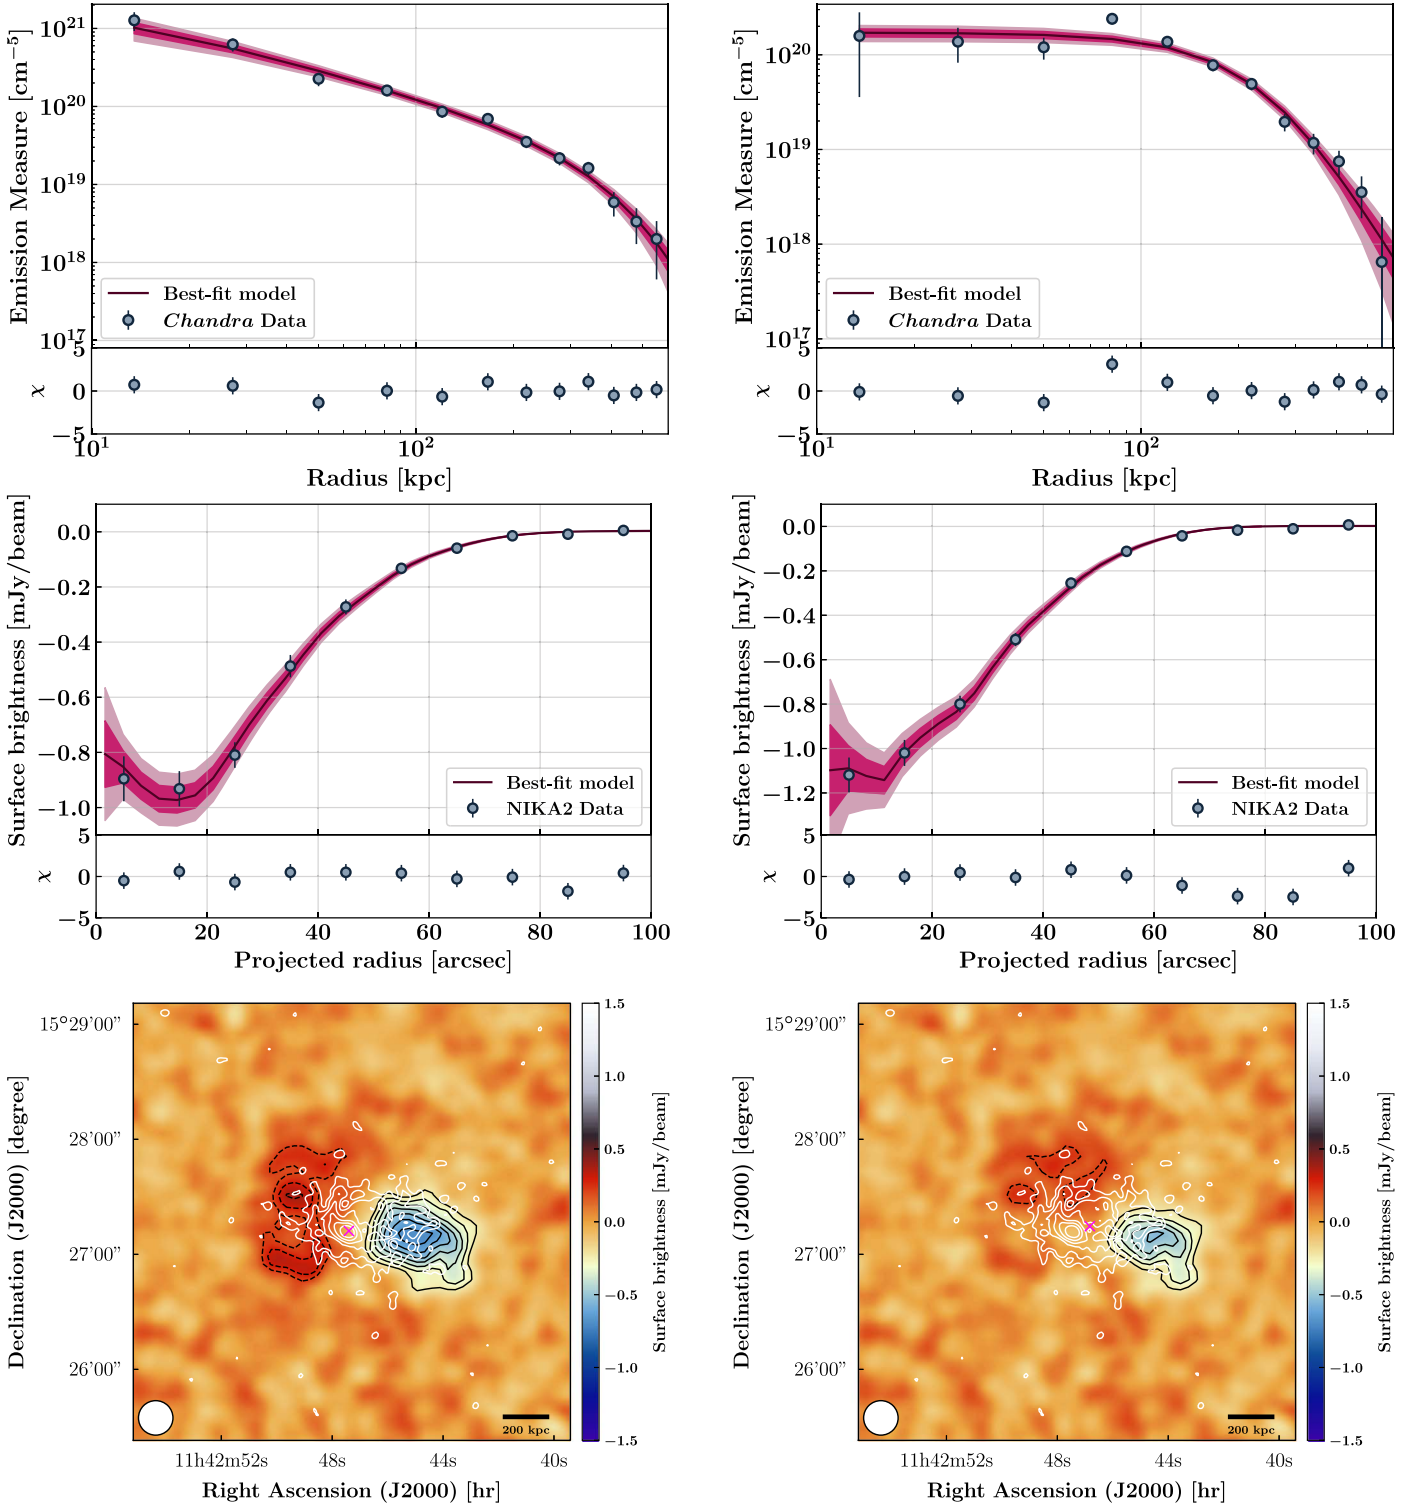 Emission Measure [cm⁻⁵]
10²¹
10²⁰
10¹⁹
10¹⁸
10¹⁷
Best-fit model
Chandra Data
χ
5
0
−5
10¹
10²
Radius [kpc]
Emission Measure [cm⁻⁵]
10²⁰
10¹⁹
10¹⁸
10¹⁷
Best-fit model
Chandra Data
χ
5
0
−5
10¹
10²
Radius [kpc]
Surface brightness [mJy/beam]
0.0
−0.2
−0.4
−0.6
−0.8
−1.0
Best-fit model
NIKA2 Data
χ
5
0
−5
0 20 40 60 80 100
Projected radius [arcsec]
Surface brightness [mJy/beam]
0.0
−0.2
−0.4
−0.6
−0.8
−1.0
−1.2
Best-fit model
NIKA2 Data
χ
5
0
−5
0 20 40 60 80 100
Projected radius [arcsec]
Declination (J2000) [degree]
15°29'00"
28'00"
27'00"
26'00"
200 kpc
11h42m52s 48s 44s 40s
Right Ascension (J2000) [hr]
1.5
1.0
0.5
0.0
−0.5
−1.0
−1.5
Surface brightness [mJy/beam]
Declination (J2000) [degree]
15°29'00"
28'00"
27'00"
26'00"
200 kpc
11h42m52s 48s 44s 40s
Right Ascension (J2000) [hr]
1.5
1.0
0.5
0.0
−0.5
−1.0
−1.5
Surface brightness [mJy/beam]